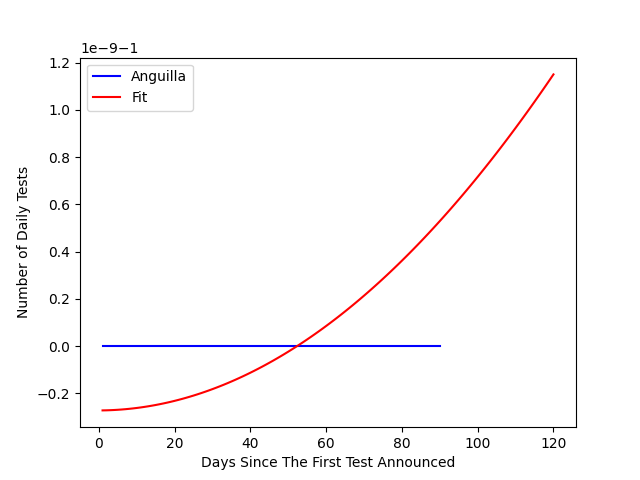 1e−9−1
Anguilla
Fit
1.2
1.0
0.8
0.6
0.4
0.2
0.0
−0.2
Number of Daily Tests
0 20 40 60 80 100 120
Days Since The First Test Announced